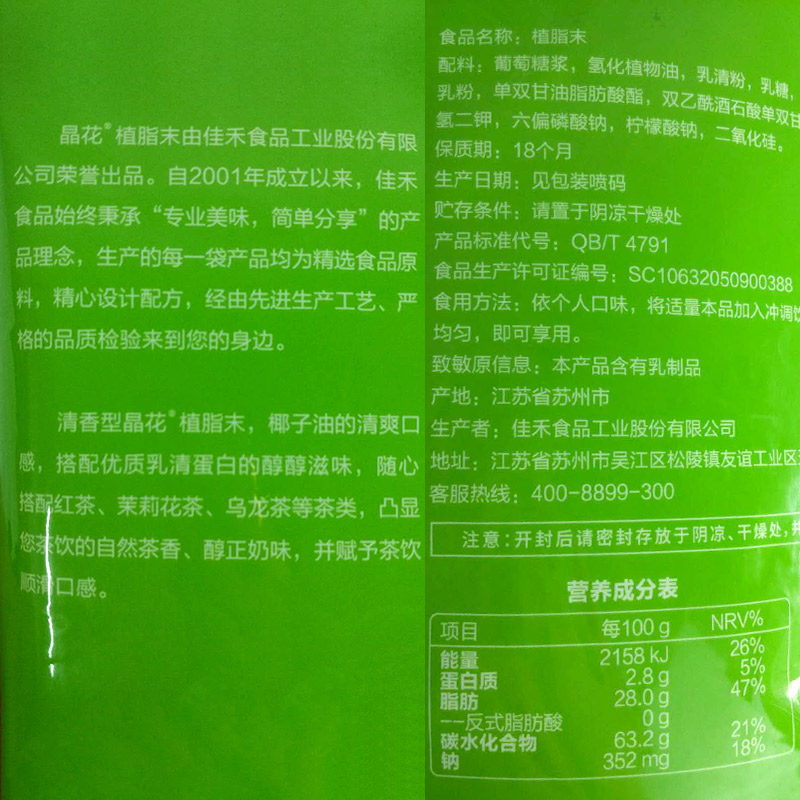 晶花®植脂末由佳禾食品工业股份有限
公司荣誉出品。自2001年成立以来，佳禾
食品始终秉承“专业美味，简单分享”的产
品理念，生产的每一袋产品均为精选食品原
料，精心设计配方，经由先进生产工艺、严
格的品质检验来到您的身边。
清香型晶花®植脂末，椰子油的清爽口
感，搭配优质乳清蛋白的醇醇滋味，随心
搭配红茶、茉莉花茶、乌龙茶等茶类，凸显
您茶饮的自然茶香、醇正奶味，并赋予茶饮
顺滑口感。
食品名称：植脂末
配料：葡萄糖浆，氢化植物油，乳清粉，乳糖，
乳粉，单双甘油脂肪酸酯，双乙酰酒石酸单双甘
氢二钾，六偏磷酸钠，柠檬酸钠，二氧化硅。
保质期：18个月
生产日期：见包装喷码
贮存条件：请置于阴凉干燥处
产品标准代号：QB/T 4791
食品生产许可证编号：SC10632050900388
食用方法：依个人口味，将适量本品加入冲调饮
均匀，即可享用。
致敏原信息：本产品含有乳制品
产地：江苏省苏州市
生产者：佳禾食品工业股份有限公司
地址：江苏省苏州市吴江区松陵镇友谊工业区
客服热线：400-8899-300
注意：开封后请密封存放于阴凉、干燥处，
营养成分表
项目 每100 g NRV%
能量 2158 kJ 26%
蛋白质 2.8 g 5%
脂肪 28.0 g 47%
--反式脂肪酸 0 g
碳水化合物 63.2 g 21%
钠 352 mg 18%